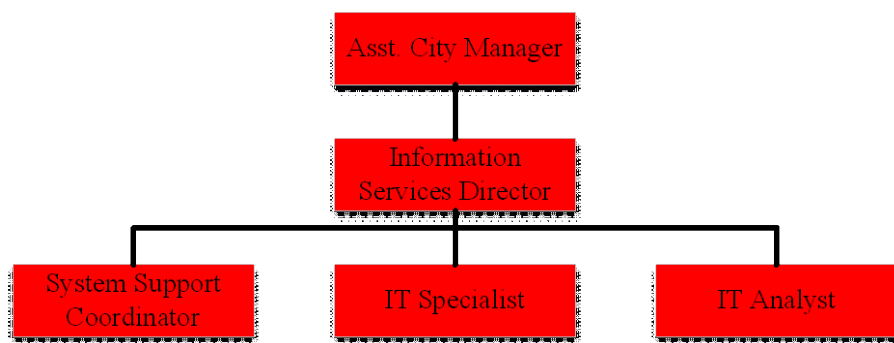 Asst. City Manager
Information
Services Director
System Support
Coordinator
IT Specialist
IT Analyst